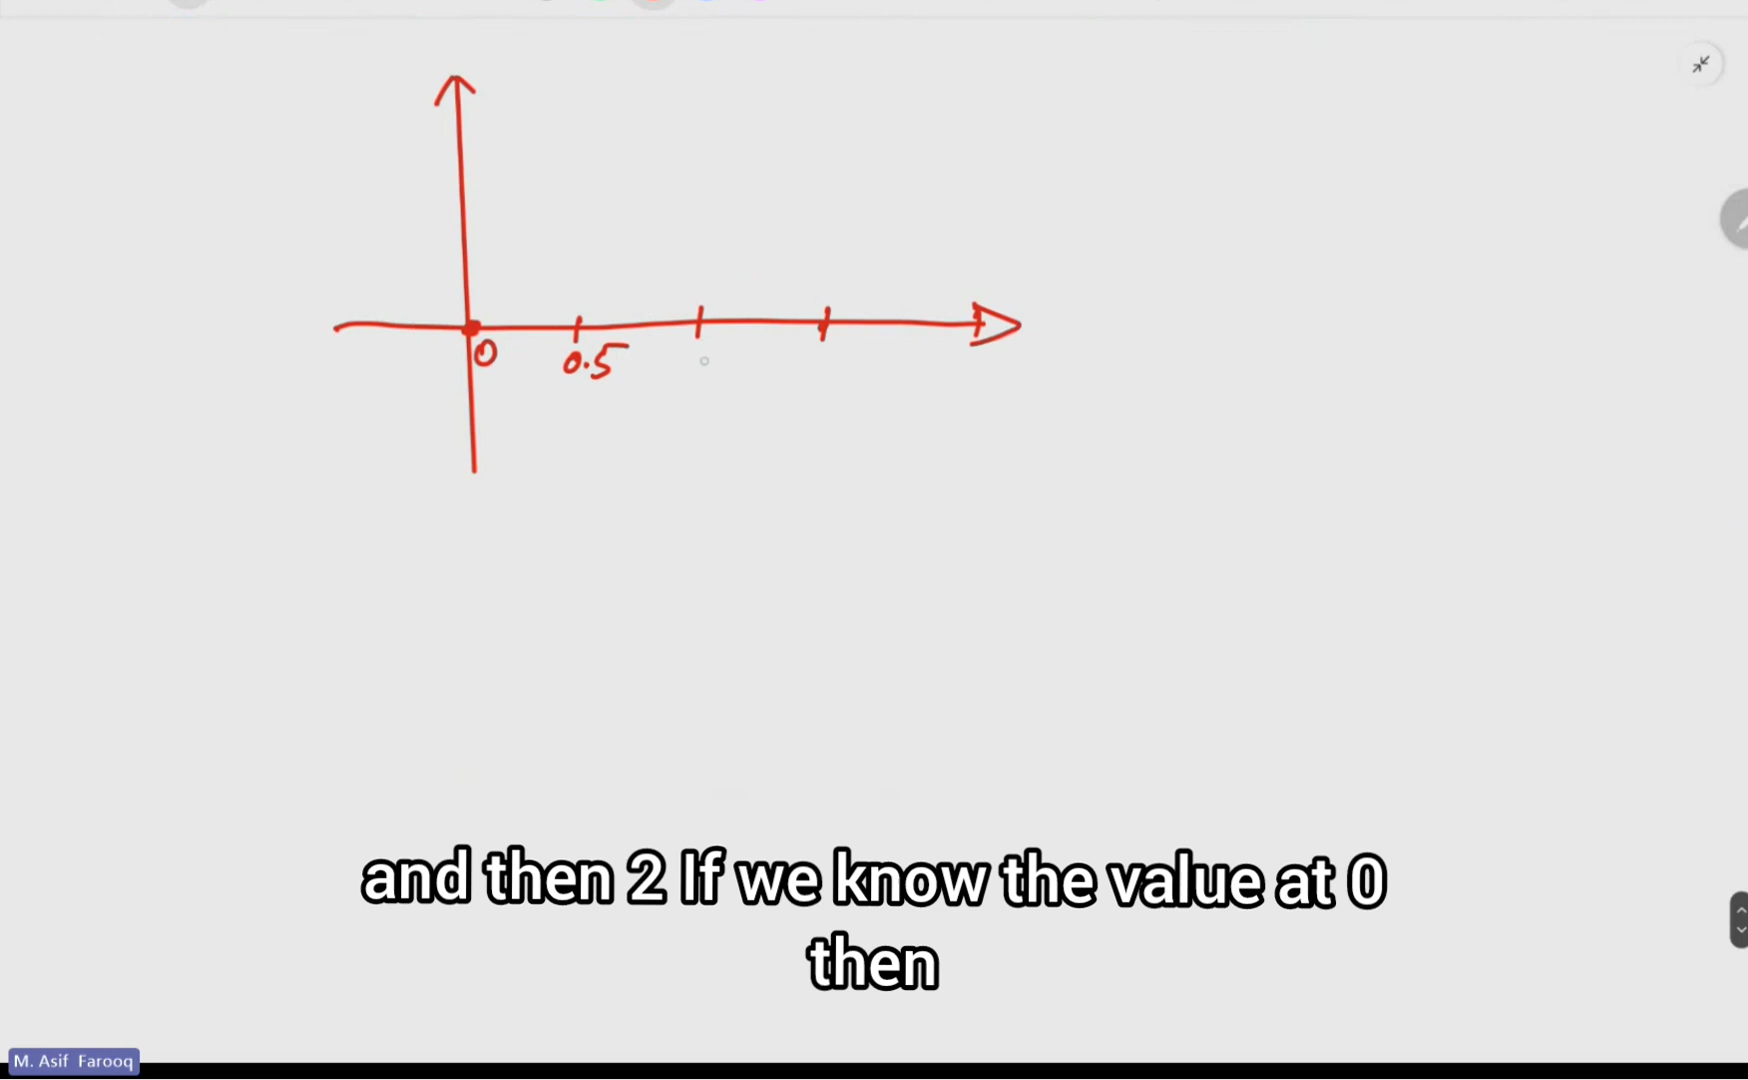 0
0.5
and then 2 If we know the value at 0
then
M. Asif Farooq